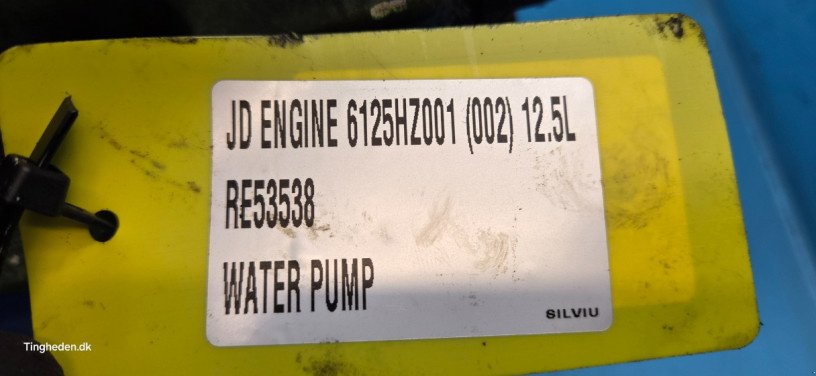 JD ENGINE 6125HZ001 (002) 12.5L
RE53538
WATER PUMP
SILVIU
Tingheden.dk